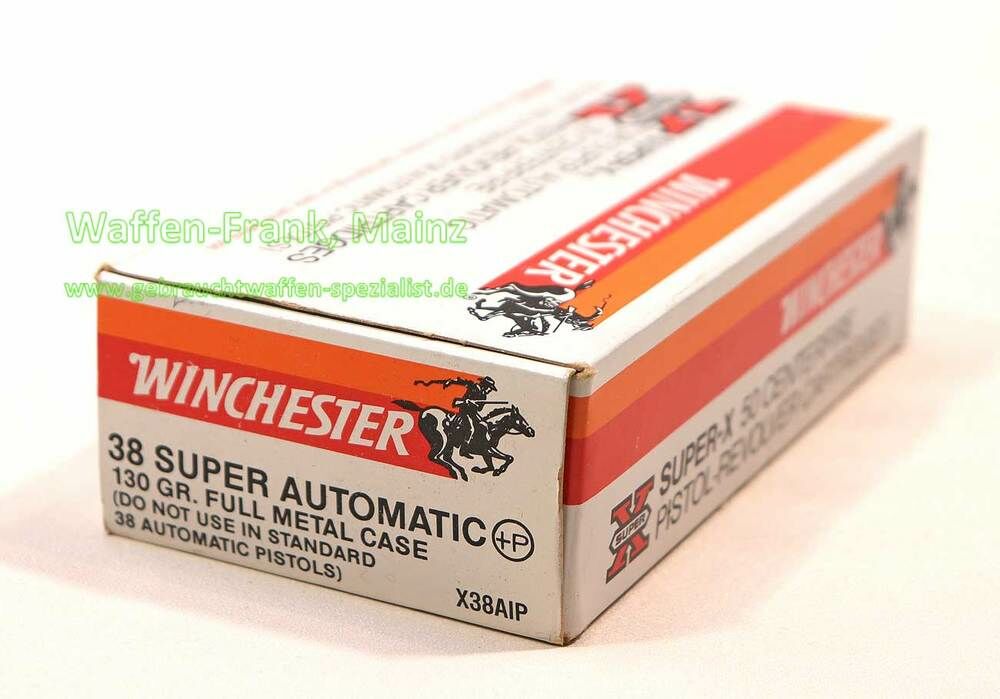 Waffen-Frank, Mainz
www.gebrauchtwaffen-spezialist.de
WINCHESTER
WINCHESTER
38 SUPER AUTOMATIC +P
130 GR. FULL METAL CASE
(DO NOT USE IN STANDARD
38 AUTOMATIC PISTOLS)
X38AIP
WINCHESTER
X SUPER
SUPER-X 50 CENTERFIRE
PISTOL-REVOLVER CARTRIDGES